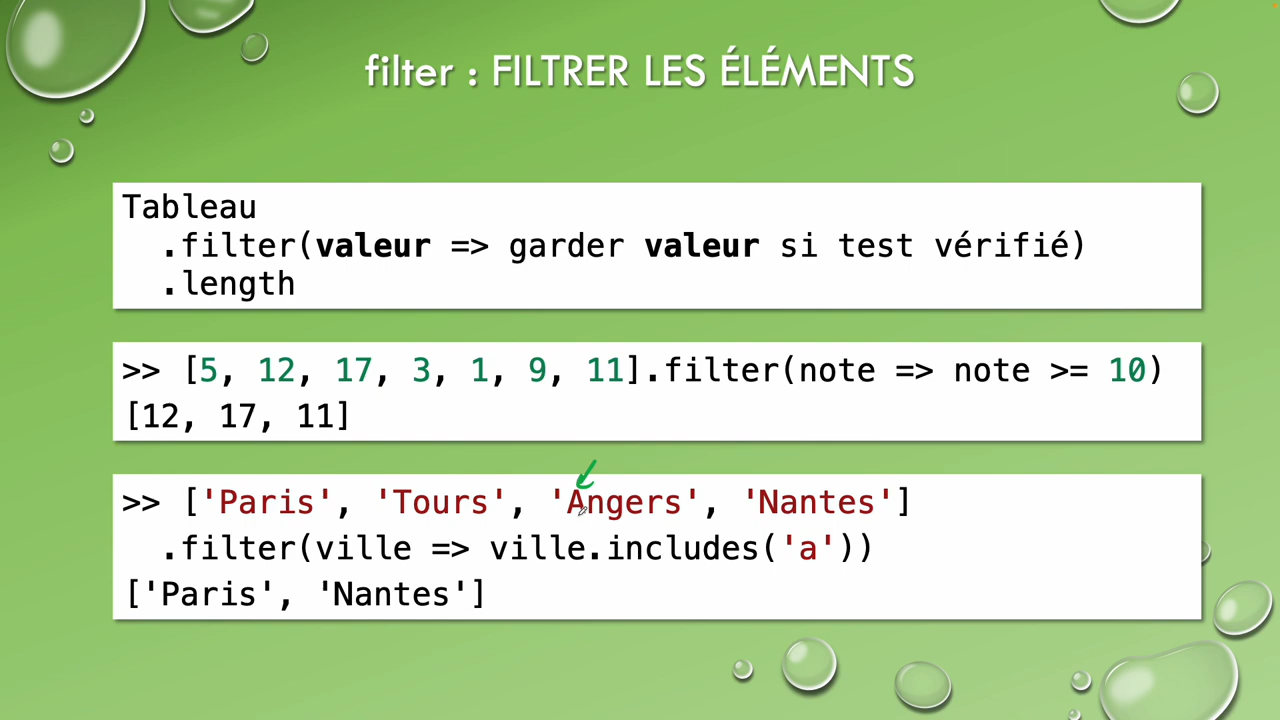 filter : FILTRER LES ÉLÉMENTS
Tableau
.filter(valeur => garder valeur si test vérifié)
.length
>> [5, 12, 17, 3, 1, 9, 11].filter(note => note >= 10)
[12, 17, 11]
>> ['Paris', 'Tours', 'Angers', 'Nantes']
.filter(ville => ville.includes('a'))
['Paris', 'Nantes']